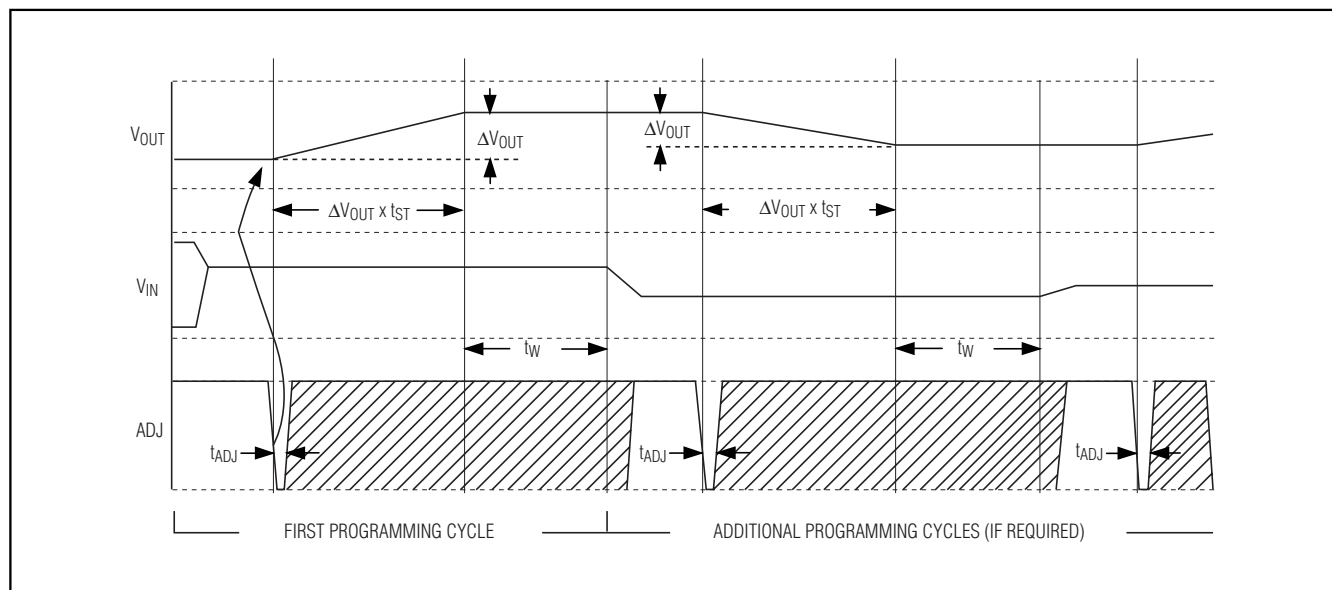 VOUT
ΔVOUT
ΔVOUT
ΔVOUT x tST
ΔVOUT x tST
VIN
tW
tW
ADJ
tADJ
tADJ
tADJ
FIRST PROGRAMMING CYCLE
ADDITIONAL PROGRAMMING CYCLES (IF REQUIRED)